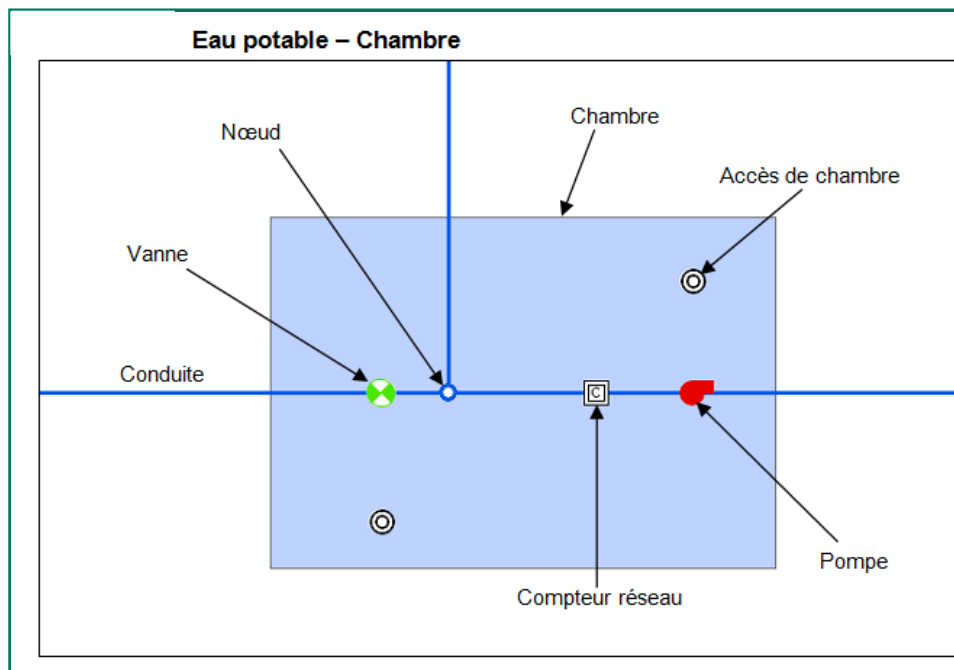 Eau potable – Chambre
Chambre
Nœud
Accès de chambre
Vanne
Conduite
C
Pompe
Compteur réseau